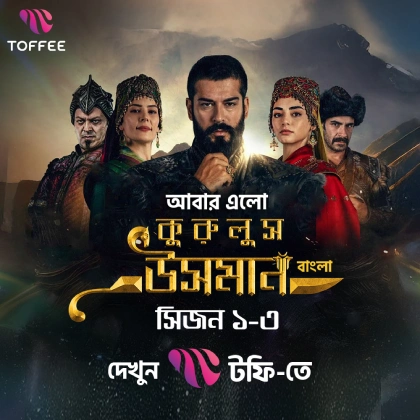 TOFFEE
আবার এলো
কুরুলুস
উসমান বাংলা
সিজন ১-৩
দেখুন টফি-তে